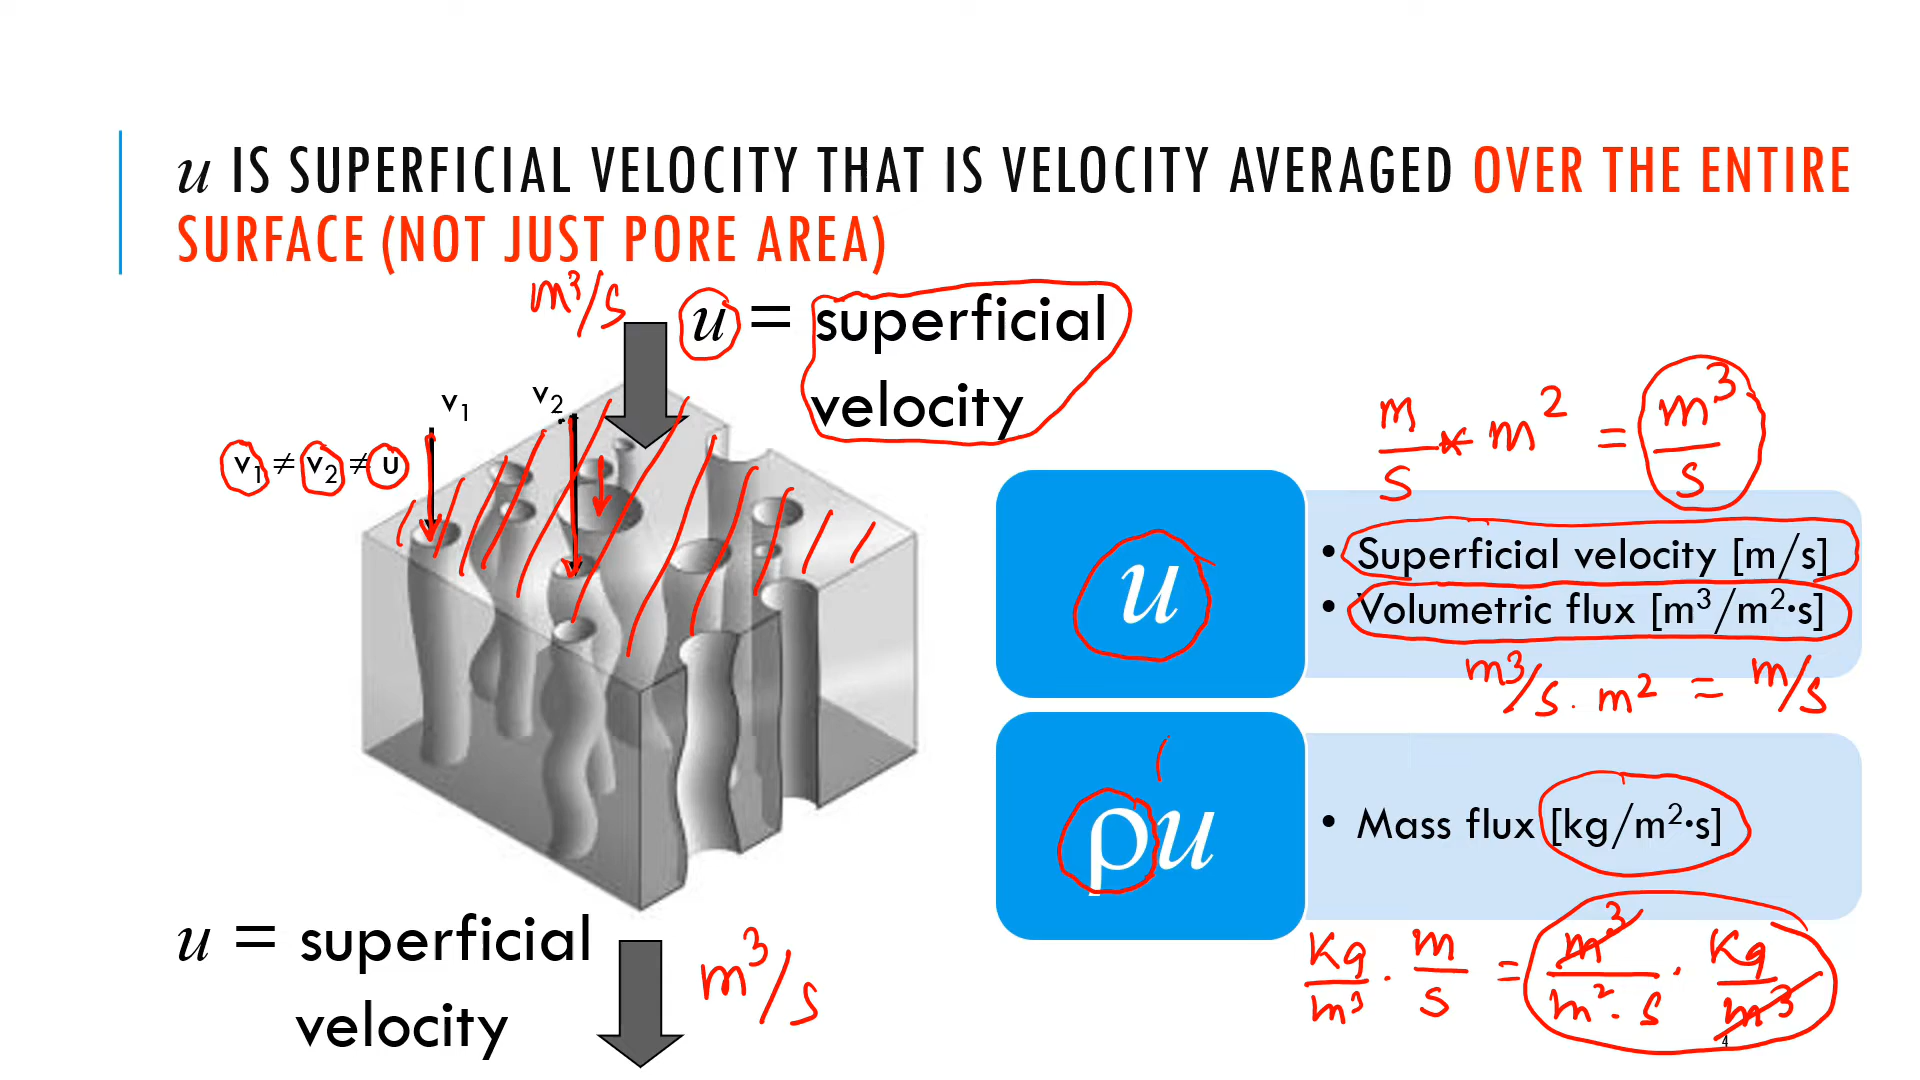 u IS SUPERFICIAL VELOCITY THAT IS VELOCITY AVERAGED OVER THE ENTIRE
SURFACE (NOT JUST PORE AREA)
m³/s
u = superficial
velocity
v₁
v₂
v₁ ≠ v₂ ≠ u
m/s * m² = m³/s
u
• Superficial velocity [m/s]
• Volumetric flux [m³/m²·s]
m³/s · m² = m/s
ρu
• Mass flux [kg/m²·s]
u = superficial
velocity
m³/s
Kg/m³ · m/s = m³/m² · s · Kg/m³
4